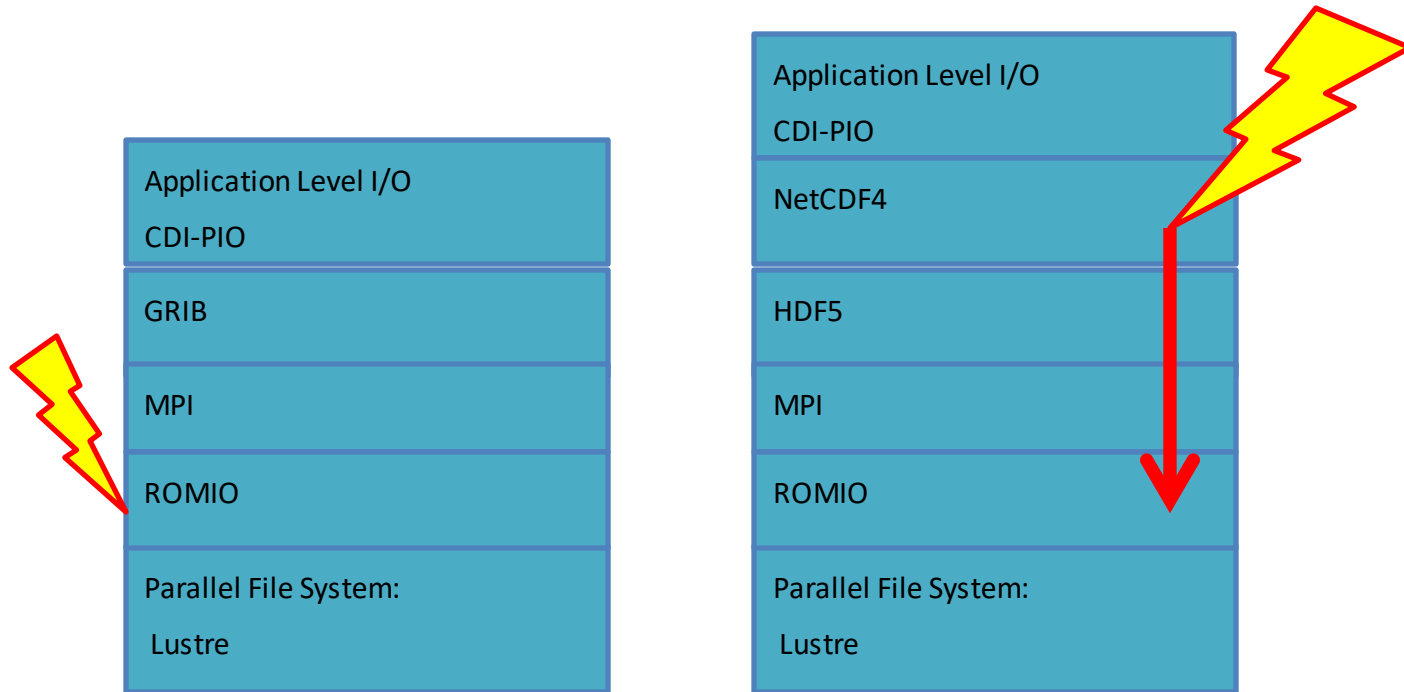 Application Level I/O
CDI-PIO
GRIB
MPI
ROMIO
Parallel File System:
Lustre
Application Level I/O
CDI-PIO
NetCDF4
HDF5
MPI
ROMIO
Parallel File System:
Lustre